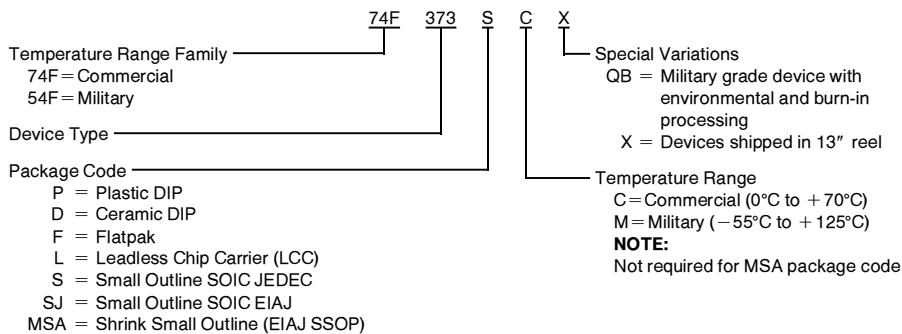 74F 373 S C X
Temperature Range Family
74F = Commercial
54F = Military
Device Type
Package Code
P = Plastic DIP
D = Ceramic DIP
F = Flatpak
L = Leadless Chip Carrier (LCC)
S = Small Outline SOIC JEDEC
SJ = Small Outline SOIC EIAJ
MSA = Shrink Small Outline (EIAJ SSOP)
Special Variations
QB = Military grade device with
environmental and burn-in
processing
X = Devices shipped in 13″ reel
Temperature Range
C = Commercial (0°C to +70°C)
M = Military (−55°C to +125°C)
NOTE:
Not required for MSA package code